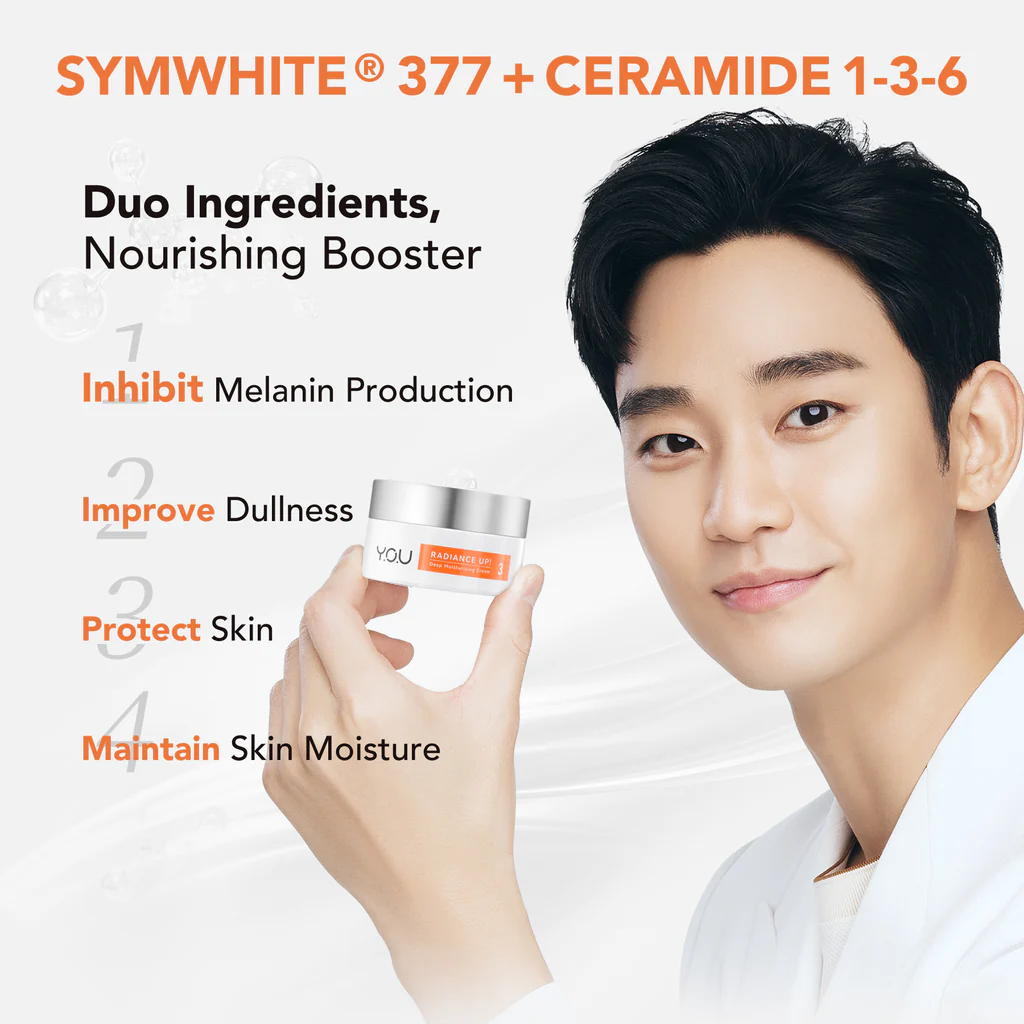 SYMWHITE® 377 + CERAMIDE 1-3-6
Duo Ingredients,
Nourishing Booster
1
Inhibit Melanin Production
2
Improve Dullness
Y.O.U
RADIANCE UP!
Deep Moisturizing Cream
3
3
Protect Skin
4
Maintain Skin Moisture